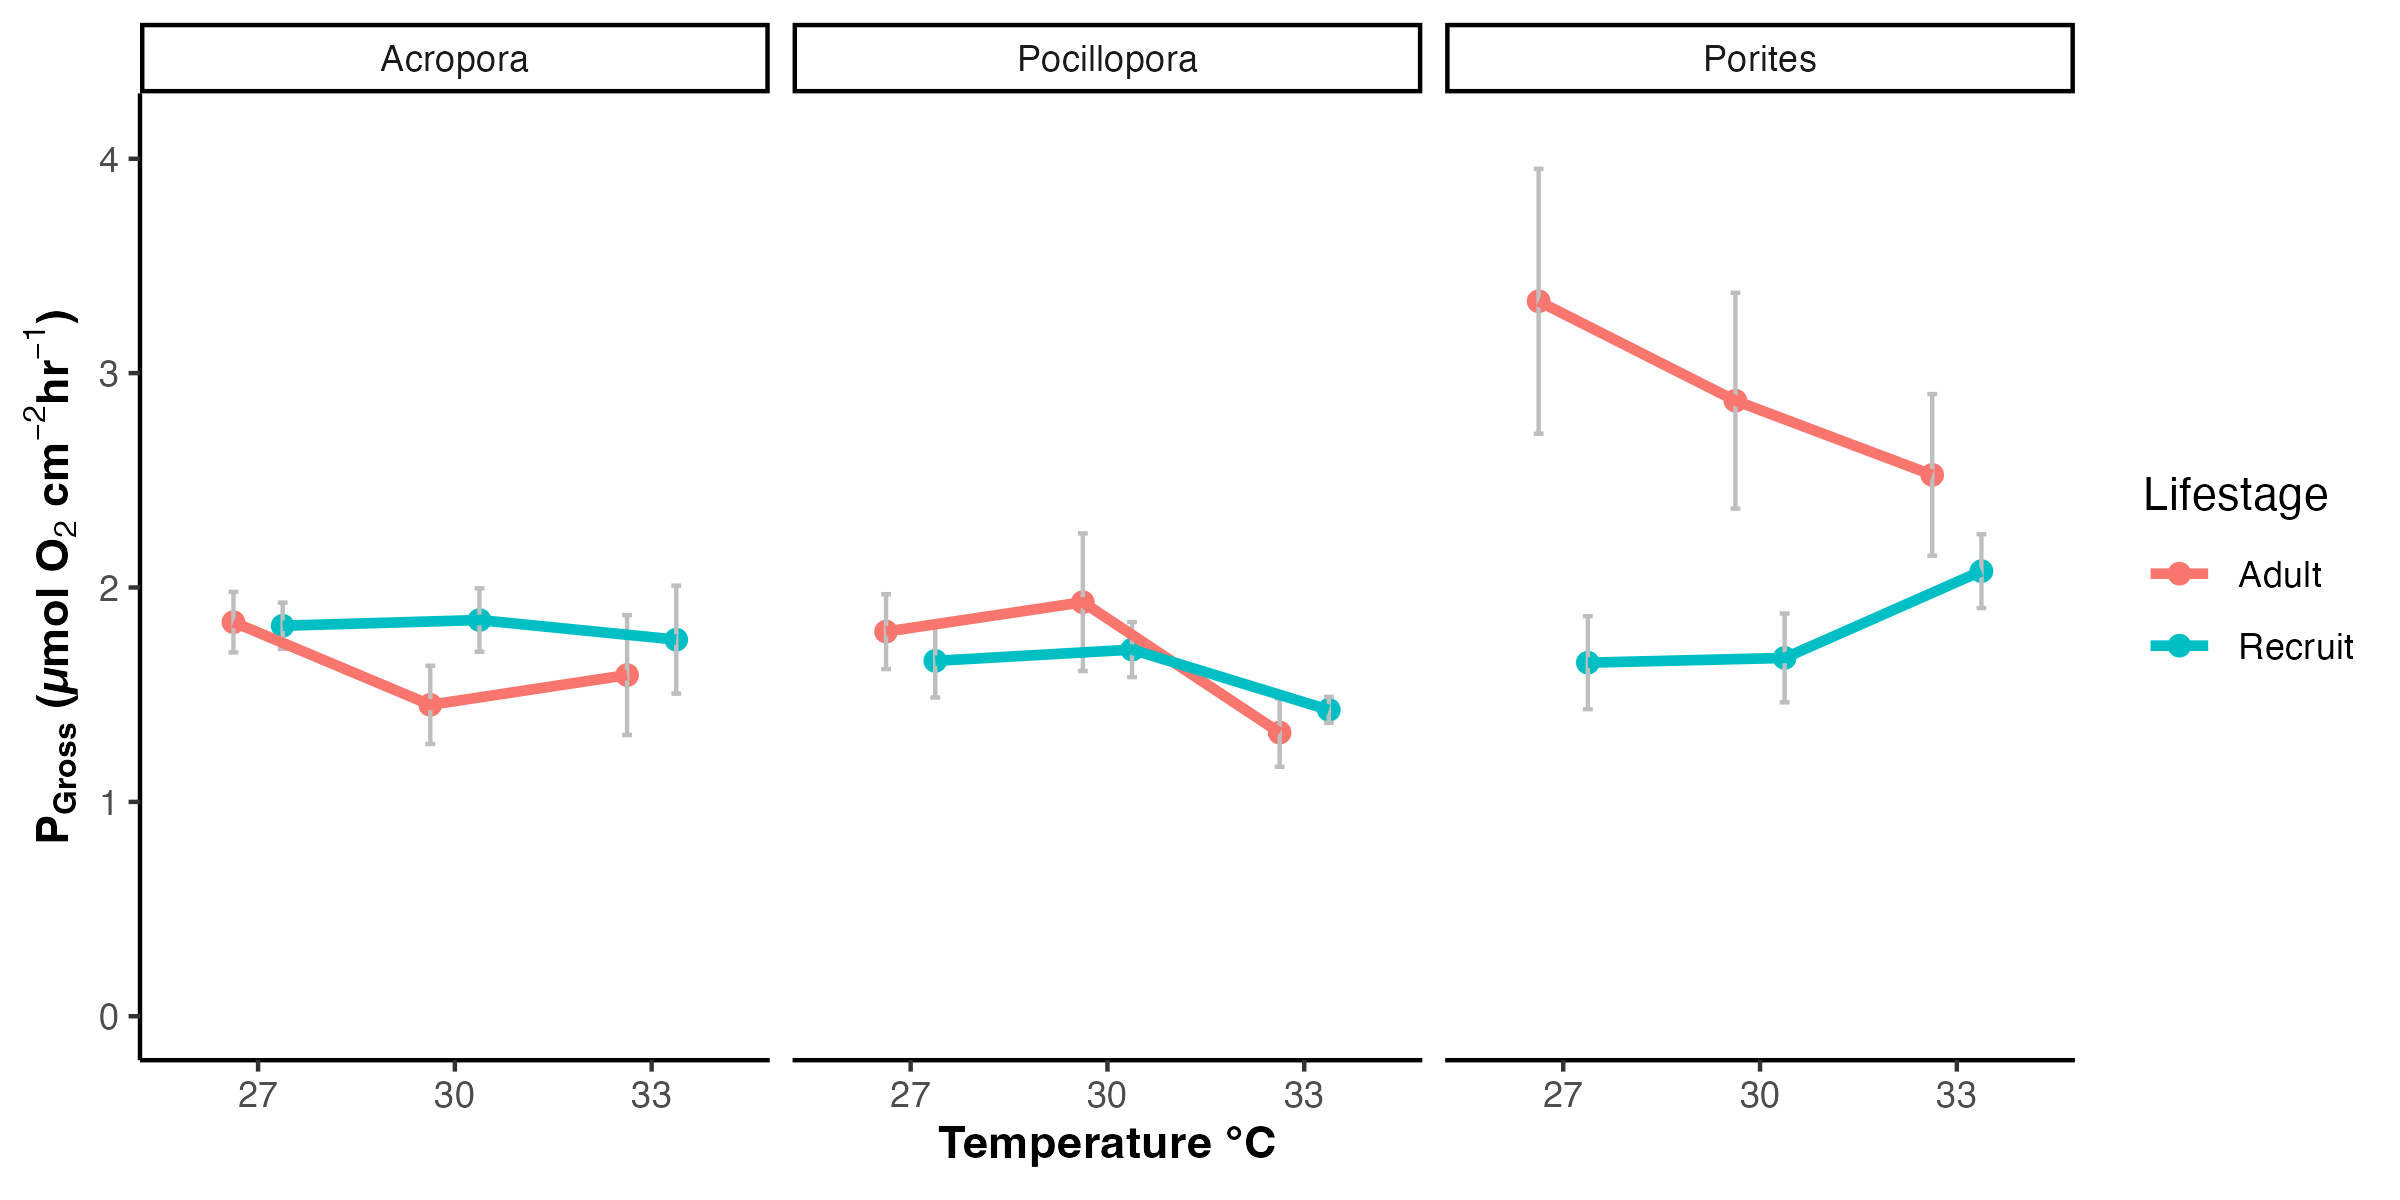 Acropora
Pocillopora
Porites
P_Gross (μmol O₂ cm⁻²hr⁻¹)
4
3
2
1
0
27 30 33
27 30 33
27 30 33
Temperature °C
Lifestage
Adult
Recruit